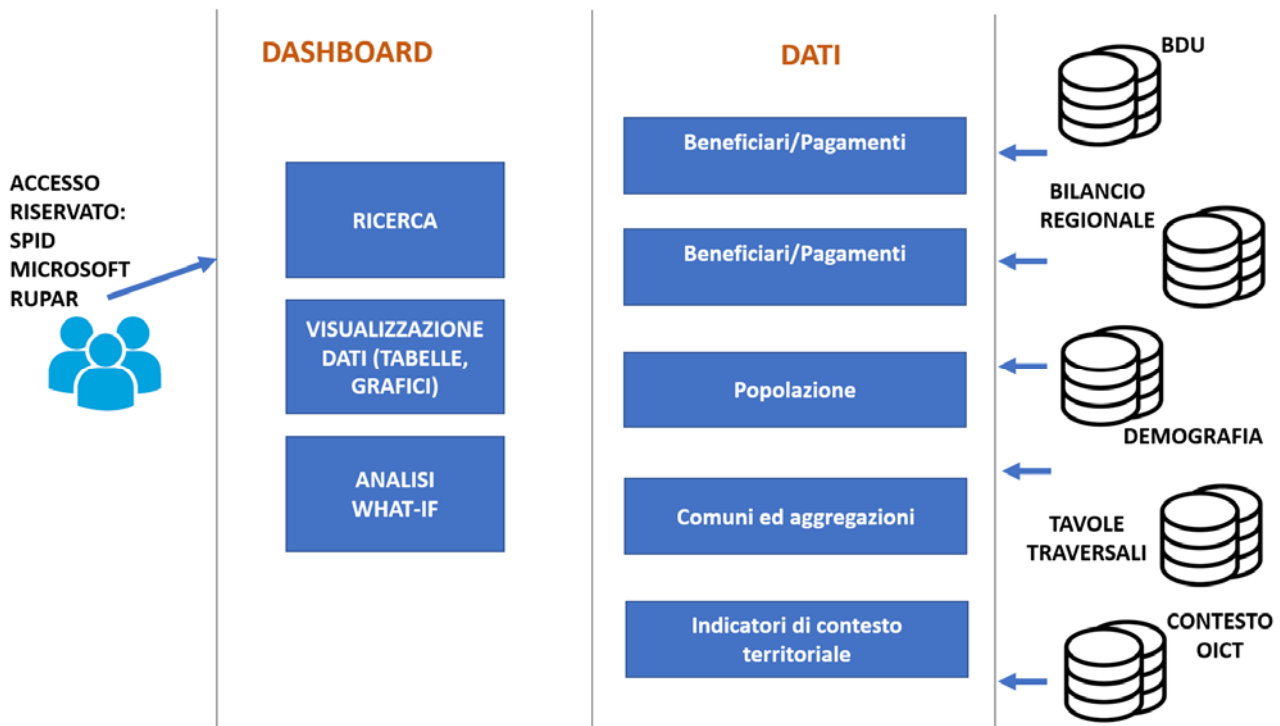 ACCESSO
RISERVATO:
SPID
MICROSOFT
RUPAR
DASHBOARD
RICERCA
VISUALIZZAZIONE
DATI (TABELLE,
GRAFICI)
ANALISI
WHAT-IF
DATI
Beneficiari/Pagamenti
Beneficiari/Pagamenti
Popolazione
Comuni ed aggregazioni
Indicatori di contesto
territoriale
BDU
BILANCIO
REGIONALE
DEMOGRAFIA
TAVOLE
TRAVERSALI
CONTESTO
OICT